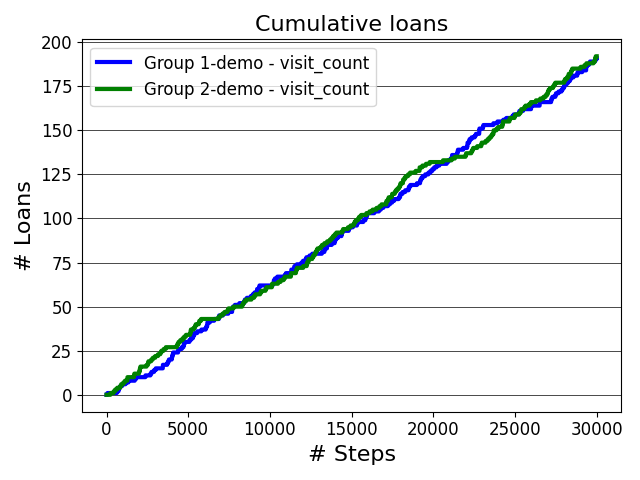 Cumulative loans
Group 1-demo - visit_count
Group 2-demo - visit_count
# Loans
200
175
150
125
100
75
50
25
0
0 5000 10000 15000 20000 25000 30000
# Steps